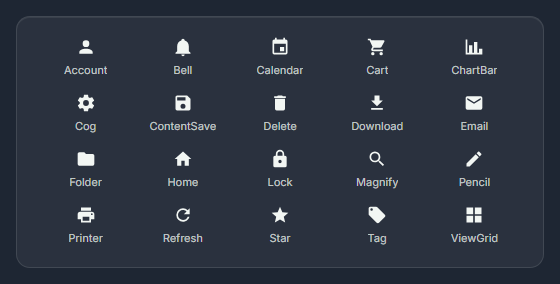 Account Bell Calendar Cart ChartBar
Cog ContentSave Delete Download Email
Folder Home Lock Magnify Pencil
Printer Refresh Star Tag ViewGrid